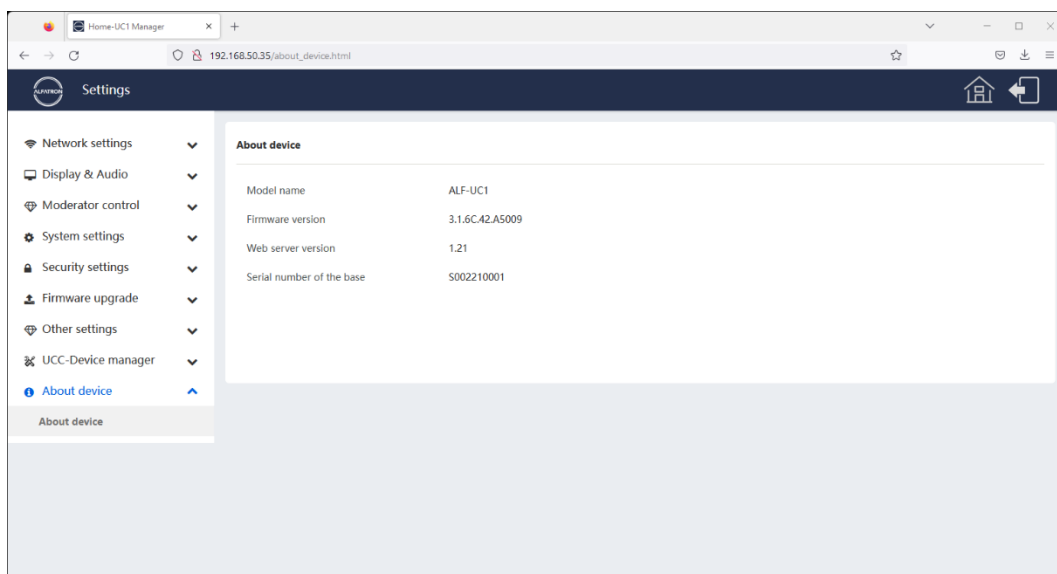 Home-UC1 Manager
192.168.50.35/about_device.html
ALFATRON
Settings
Network settings
Display & Audio
Moderator control
System settings
Security settings
Firmware upgrade
Other settings
UCC-Device manager
About device
About device
About device
Model name ALF-UC1
Firmware version 3.1.6C.42.A5009
Web server version 1.21
Serial number of the base S002210001